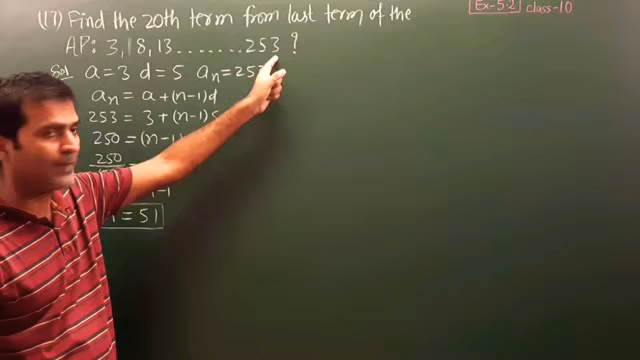 Ex-5.2 class-10
(17) Find the 20th term from last term of the
AP: 3, 8, 13 ....... 253 ?
Sol a = 3 d = 5 an = 253
an = a + (n-1)d
253 = 3 + (n-1)5
250 = (n-1)
250
-1
= 51